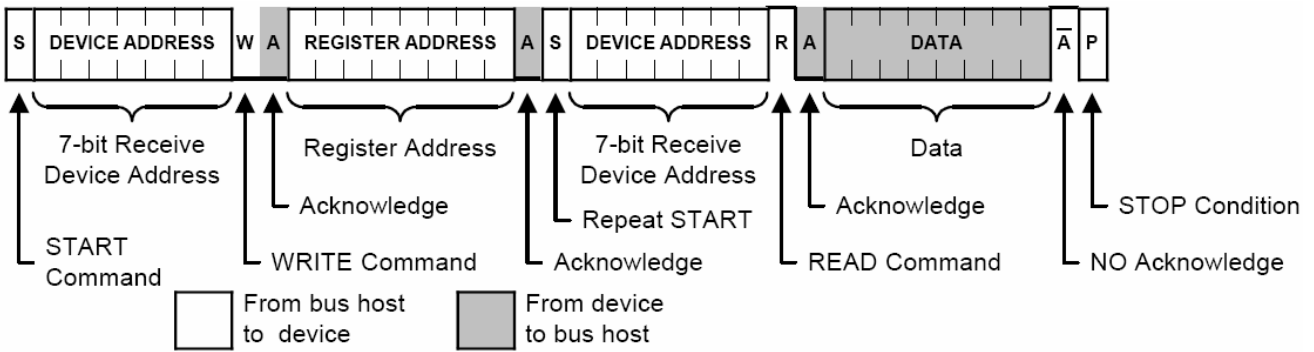 S DEVICE ADDRESS W A REGISTER ADDRESS A S DEVICE ADDRESS R A DATA A̅ P
7-bit Receive
Device Address
Register Address
7-bit Receive
Device Address
Data
Acknowledge
Repeat START
Acknowledge
STOP Condition
START
Command
WRITE Command
Acknowledge
READ Command
NO Acknowledge
From bus host
to device
From device
to bus host